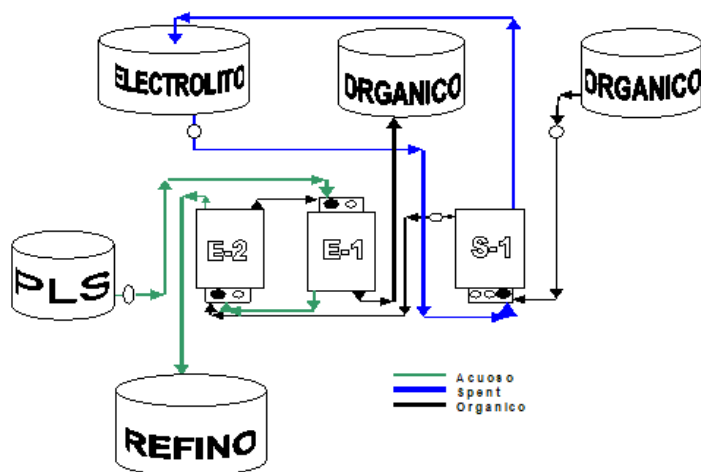 ELECTROLITO
ORGANICO
ORGANICO
E-2
E-1
S-1
PLS
Acuoso
Spent
Organico
REFINO